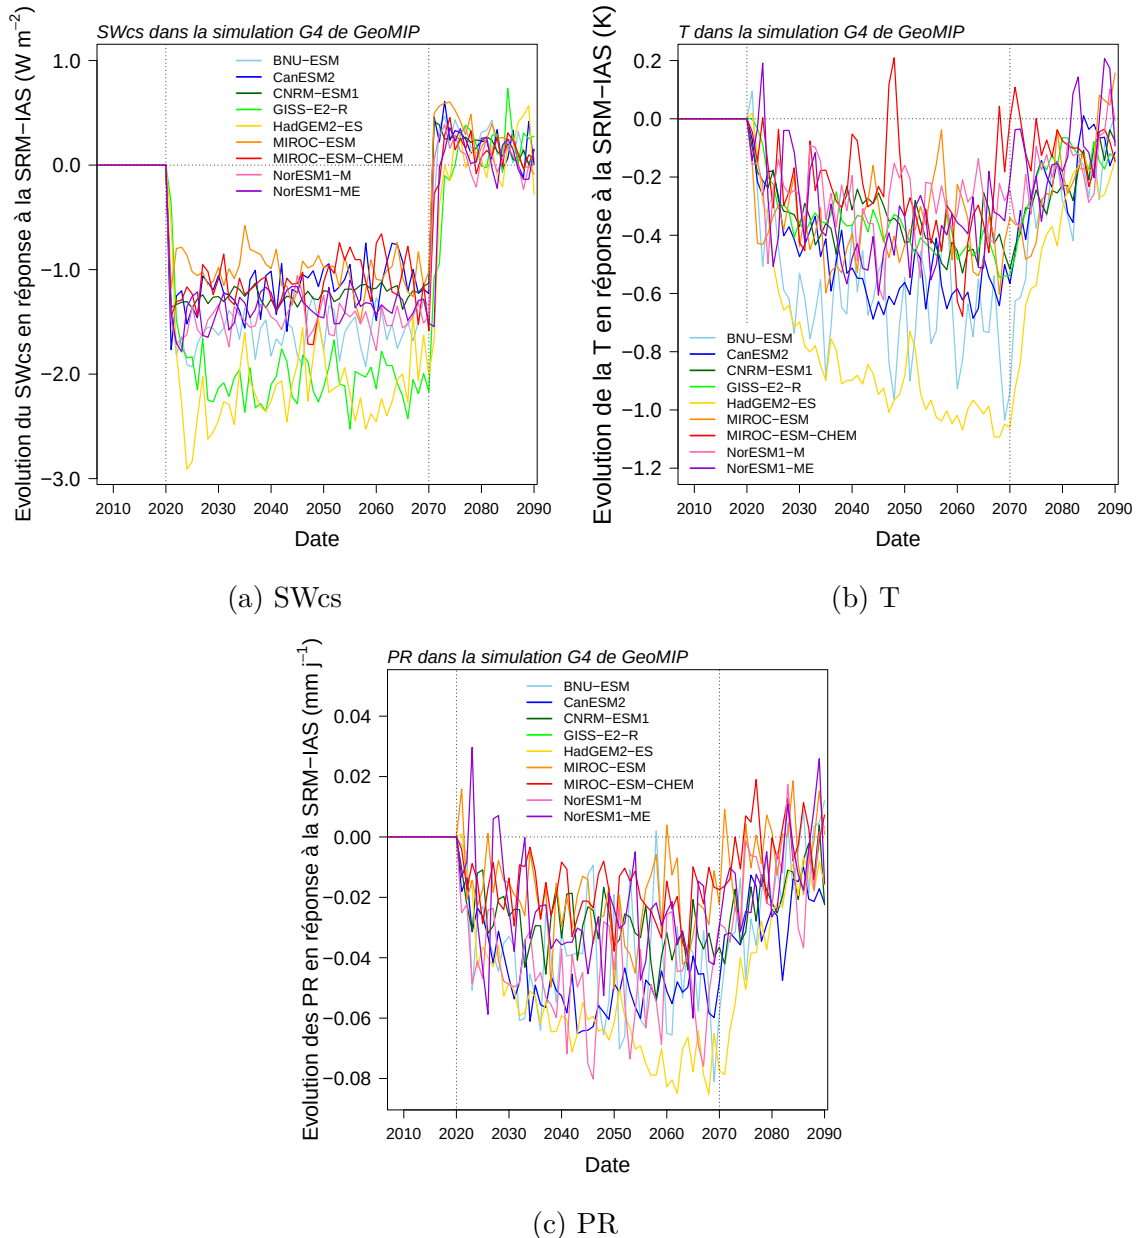 SWcs dans la simulation G4 de GeoMIP
Evolution du SWcs en réponse à la SRM−IAS (W m−2)
1.0
0.0
−1.0
−2.0
−3.0
BNU−ESM
CanESM2
CNRM−ESM1
GISS−E2−R
HadGEM2−ES
MIROC−ESM
MIROC−ESM−CHEM
NorESM1−M
NorESM1−ME
2010 2020 2030 2040 2050 2060 2070 2080 2090
Date
(a) SWcs
T dans la simulation G4 de GeoMIP
Evolution de la T en réponse à la SRM−IAS (K)
0.2
0.0
−0.2
−0.4
−0.6
−0.8
−1.0
−1.2
BNU−ESM
CanESM2
CNRM−ESM1
GISS−E2−R
HadGEM2−ES
MIROC−ESM
MIROC−ESM−CHEM
NorESM1−M
NorESM1−ME
2010 2020 2030 2040 2050 2060 2070 2080 2090
Date
(b) T
PR dans la simulation G4 de GeoMIP
Evolution des PR en réponse à la SRM−IAS (mm j−1)
0.04
0.02
0.00
−0.02
−0.04
−0.06
−0.08
BNU−ESM
CanESM2
CNRM−ESM1
GISS−E2−R
HadGEM2−ES
MIROC−ESM
MIROC−ESM−CHEM
NorESM1−M
NorESM1−ME
2010 2020 2030 2040 2050 2060 2070 2080 2090
Date
(c) PR